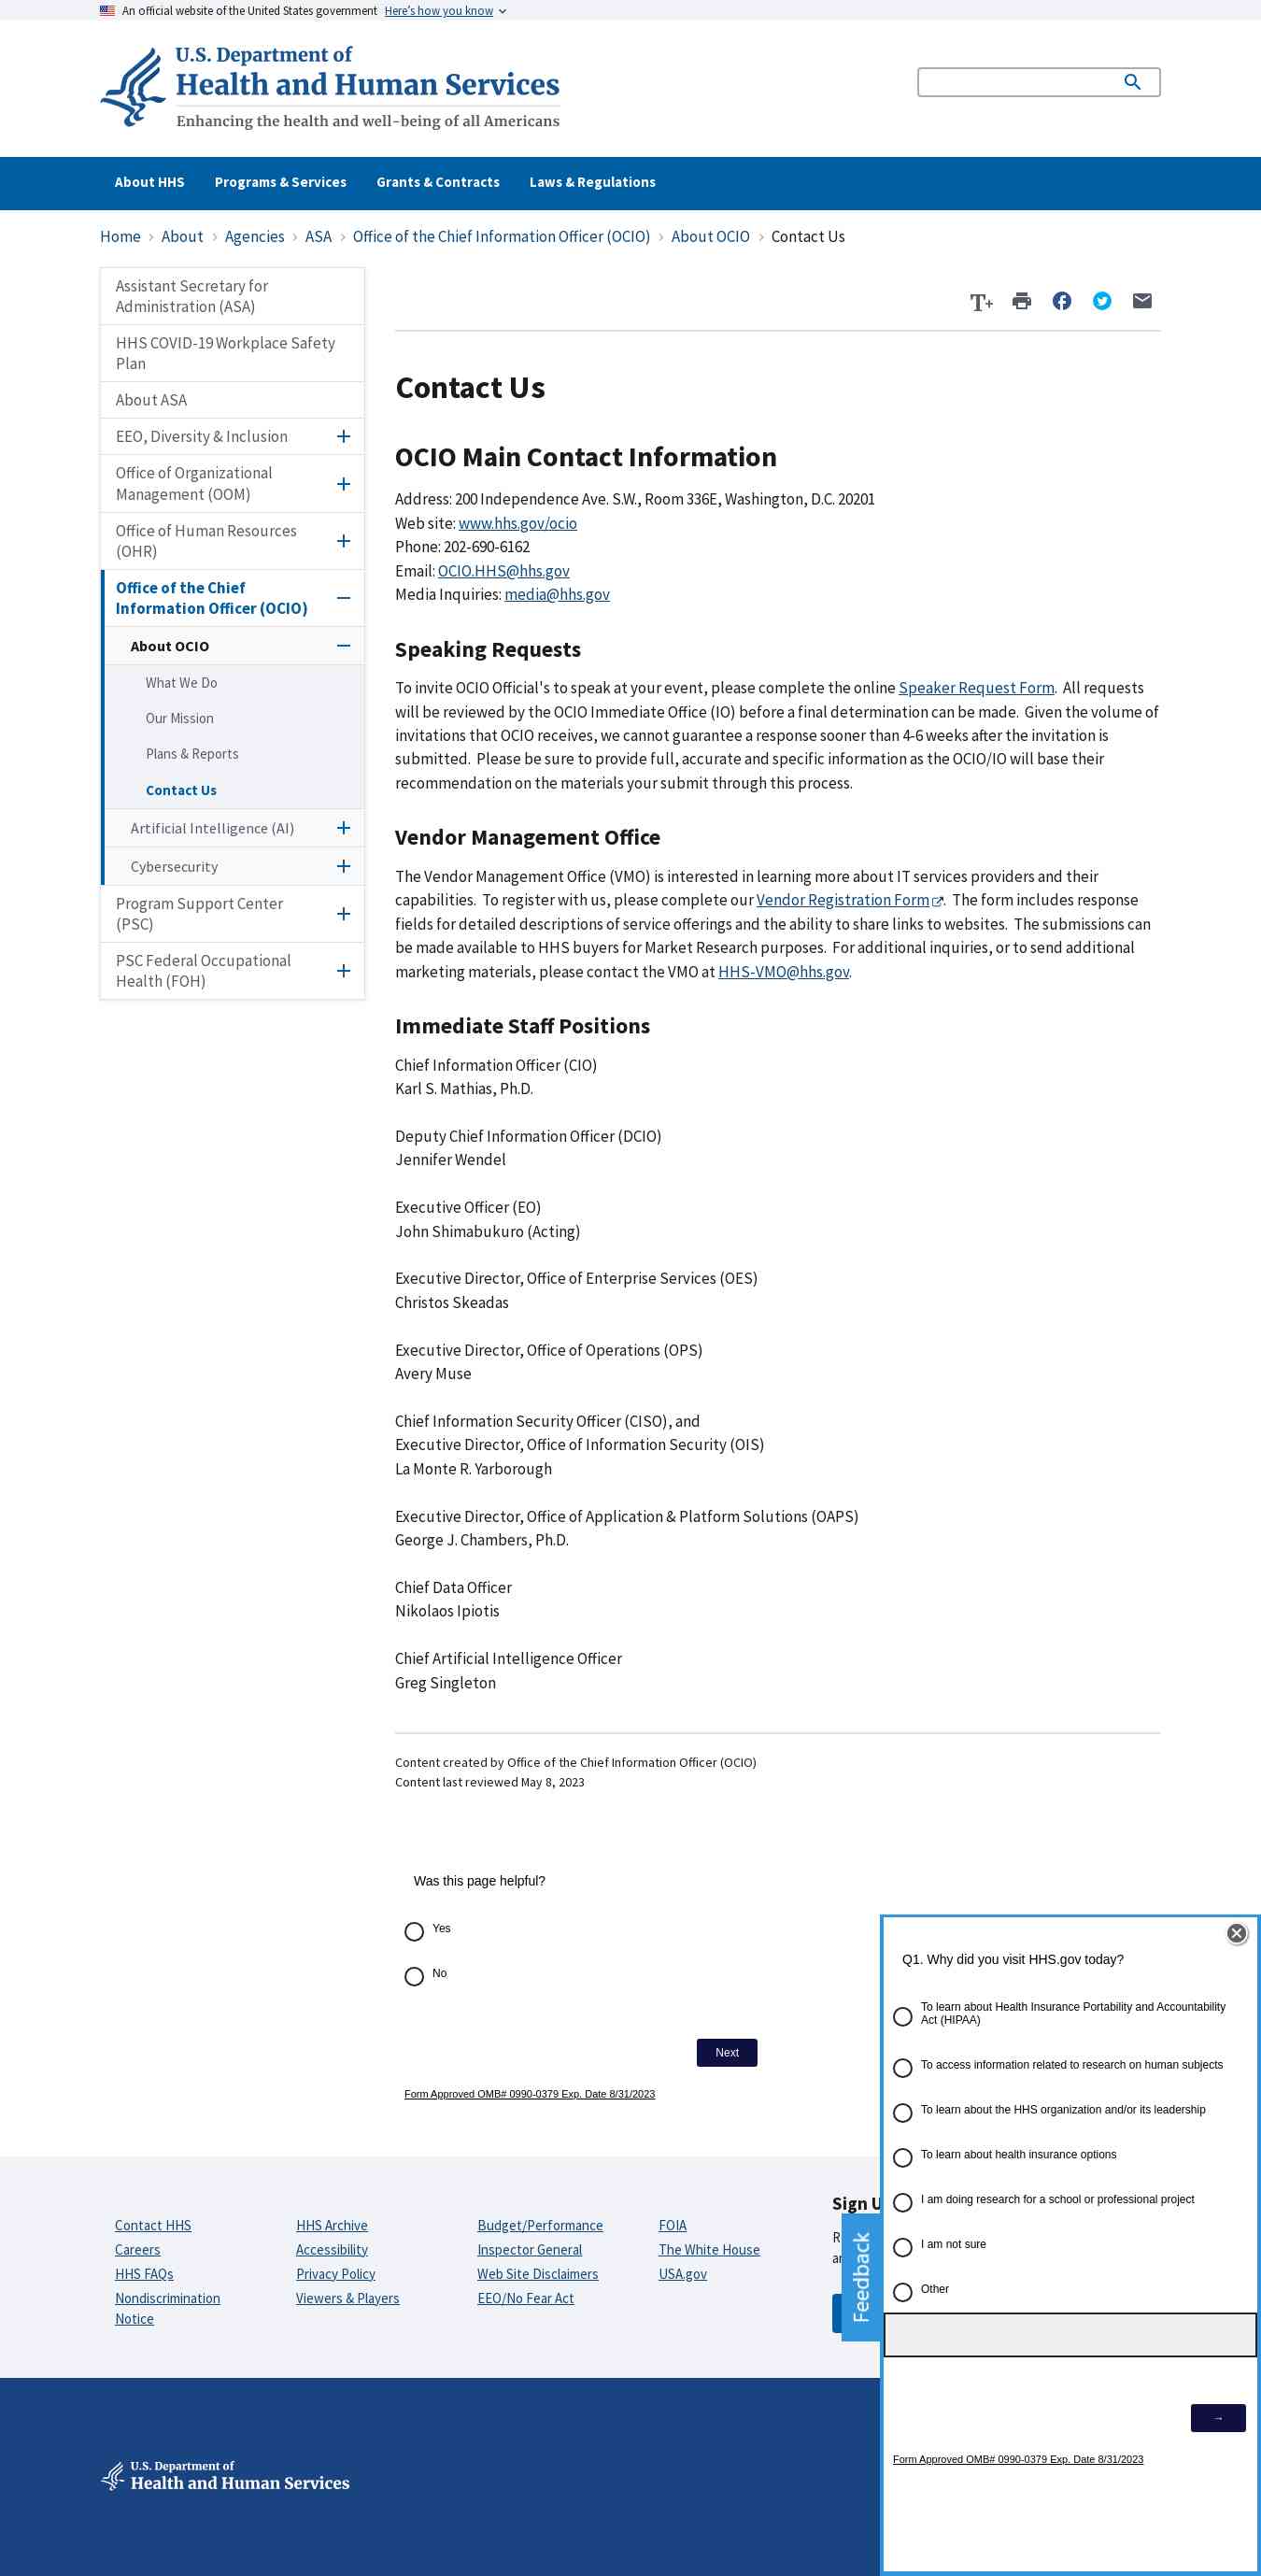 An official website of the United States government Here's how you know
U.S. Department of
Health and Human Services
Enhancing the health and well-being of all Americans
About HHS Programs & Services Grants & Contracts Laws & Regulations
Home About Agencies ASA Office of the Chief Information Officer (OCIO) About OCIO Contact Us
Assistant Secretary for
Administration (ASA)
HHS COVID-19 Workplace Safety
Plan
About ASA
EEO, Diversity & Inclusion
Office of Organizational
Management (OOM)
Office of Human Resources
(OHR)
Office of the Chief
Information Officer (OCIO)
About OCIO
What We Do
Our Mission
Plans & Reports
Contact Us
Artificial Intelligence (AI)
Cybersecurity
Program Support Center
(PSC)
PSC Federal Occupational
Health (FOH)
T+
Contact Us
OCIO Main Contact Information
Address: 200 Independence Ave. S.W., Room 336E, Washington, D.C. 20201
Web site: www.hhs.gov/ocio
Phone: 202-690-6162
Email: OCIO.HHS@hhs.gov
Media Inquiries: media@hhs.gov
Speaking Requests
To invite OCIO Official's to speak at your event, please complete the online Speaker Request Form. All requests
will be reviewed by the OCIO Immediate Office (IO) before a final determination can be made. Given the volume of
invitations that OCIO receives, we cannot guarantee a response sooner than 4-6 weeks after the invitation is
submitted. Please be sure to provide full, accurate and specific information as the OCIO/IO will base their
recommendation on the materials your submit through this process.
Vendor Management Office
The Vendor Management Office (VMO) is interested in learning more about IT services providers and their
capabilities. To register with us, please complete our Vendor Registration Form. The form includes response
fields for detailed descriptions of service offerings and the ability to share links to websites. The submissions can
be made available to HHS buyers for Market Research purposes. For additional inquiries, or to send additional
marketing materials, please contact the VMO at HHS-VMO@hhs.gov.
Immediate Staff Positions
Chief Information Officer (CIO)
Karl S. Mathias, Ph.D.
Deputy Chief Information Officer (DCIO)
Jennifer Wendel
Executive Officer (EO)
John Shimabukuro (Acting)
Executive Director, Office of Enterprise Services (OES)
Christos Skeadas
Executive Director, Office of Operations (OPS)
Avery Muse
Chief Information Security Officer (CISO), and
Executive Director, Office of Information Security (OIS)
La Monte R. Yarborough
Executive Director, Office of Application & Platform Solutions (OAPS)
George J. Chambers, Ph.D.
Chief Data Officer
Nikolaos Ipiotis
Chief Artificial Intelligence Officer
Greg Singleton
Content created by Office of the Chief Information Officer (OCIO)
Content last reviewed May 8, 2023
Was this page helpful?
Yes
No
Next
Form Approved OMB# 0990-0379 Exp. Date 8/31/2023
Q1. Why did you visit HHS.gov today?
To learn about Health Insurance Portability and Accountability
Act (HIPAA)
To access information related to research on human subjects
To learn about the HHS organization and/or its leadership
To learn about health insurance options
I am doing research for a school or professional project
I am not sure
Other
→
Form Approved OMB# 0990-0379 Exp. Date 8/31/2023
Feedback
Contact HHS
Careers
HHS FAQs
Nondiscrimination
Notice
HHS Archive
Accessibility
Privacy Policy
Viewers & Players
Budget/Performance
Inspector General
Web Site Disclaimers
EEO/No Fear Act
FOIA
The White House
USA.gov
Sign
U.S. Department of
Health and Human Services